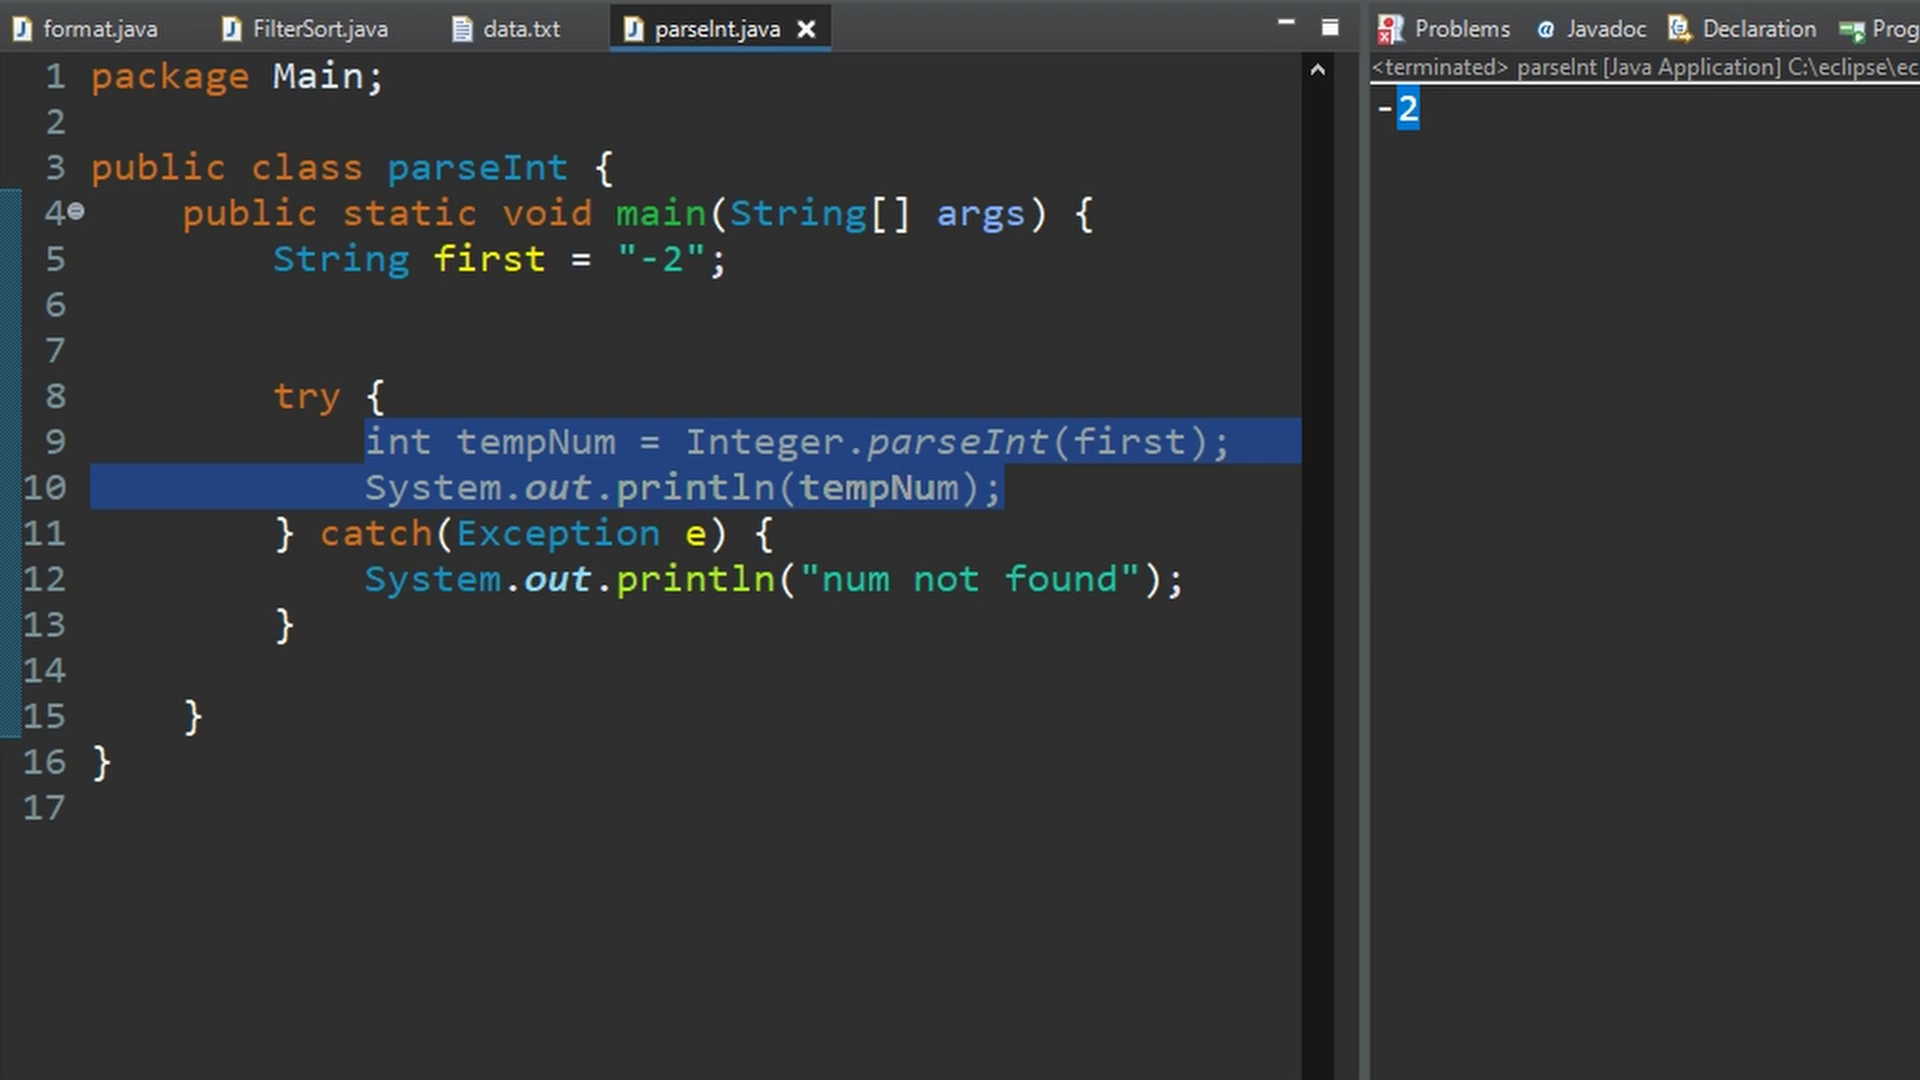 format.java FilterSort.java data.txt parseInt.java
Problems Javadoc Declaration Prog
<terminated> parseInt [Java Application] C:\eclipse\ec
-2
1 package Main;
2
3 public class parseInt {
4 public static void main(String[] args) {
5 String first = "-2";
6
7
8 try {
9 int tempNum = Integer.parseInt(first);
10 System.out.println(tempNum);
11 } catch(Exception e) {
12 System.out.println("num not found");
13 }
14
15 }
16 }
17